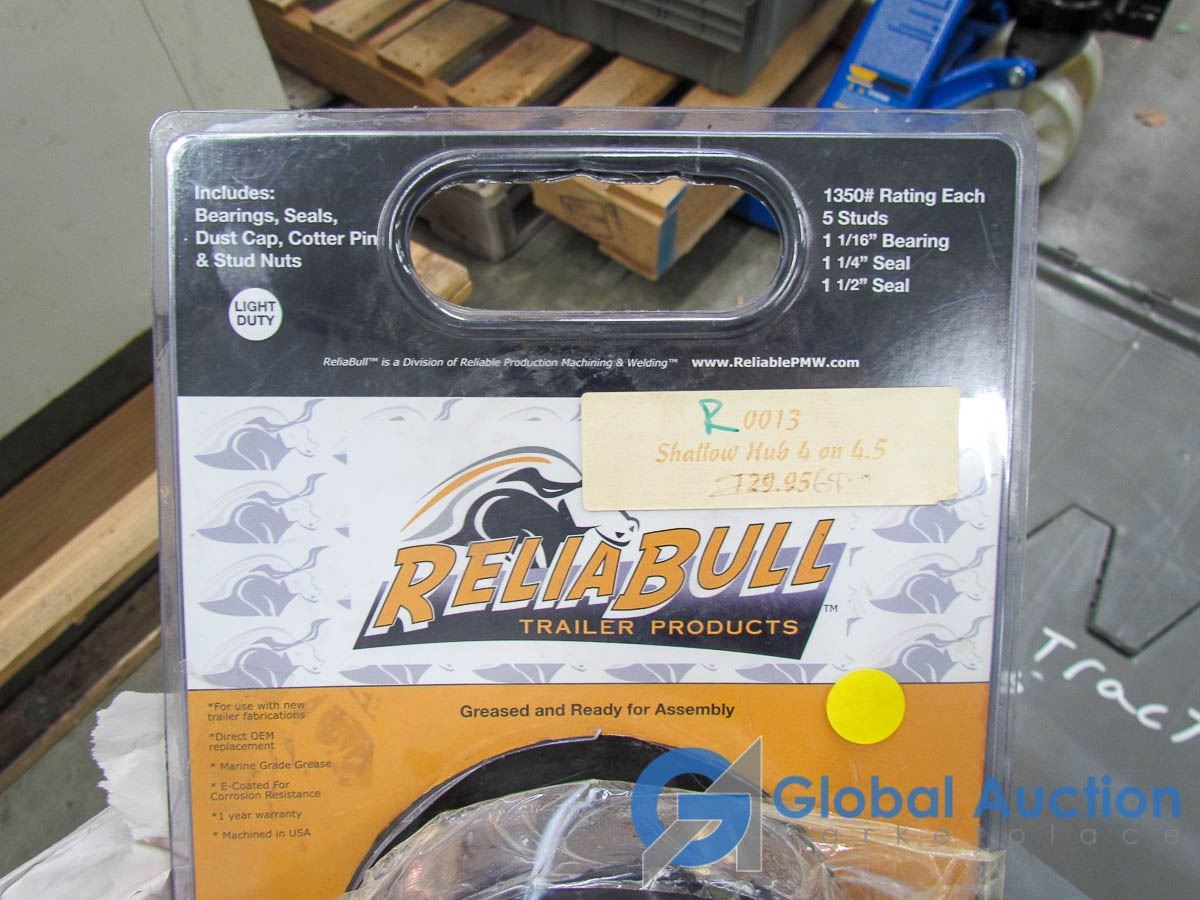 Includes:
Bearings, Seals,
Dust Cap, Cotter Pin
& Stud Nuts
LIGHT
DUTY
1350# Rating Each
5 Studs
1 1/16” Bearing
1 1/4” Seal
1 1/2” Seal
ReliaBull™ is a Division of Reliable Production Machining & Welding™ www.ReliablePMW.com
R 0013
Shallow Hub 4 on 4.5
129.95
RELIABULL™
TRAILER PRODUCTS
*For use with new
trailer fabrications
*Direct OEM
replacement
* Marine Grade Grease
* E-Coated For
Corrosion Resistance
*1 year warranty
* Machined in USA
Greased and Ready for Assembly
Global Auction
Marketplace